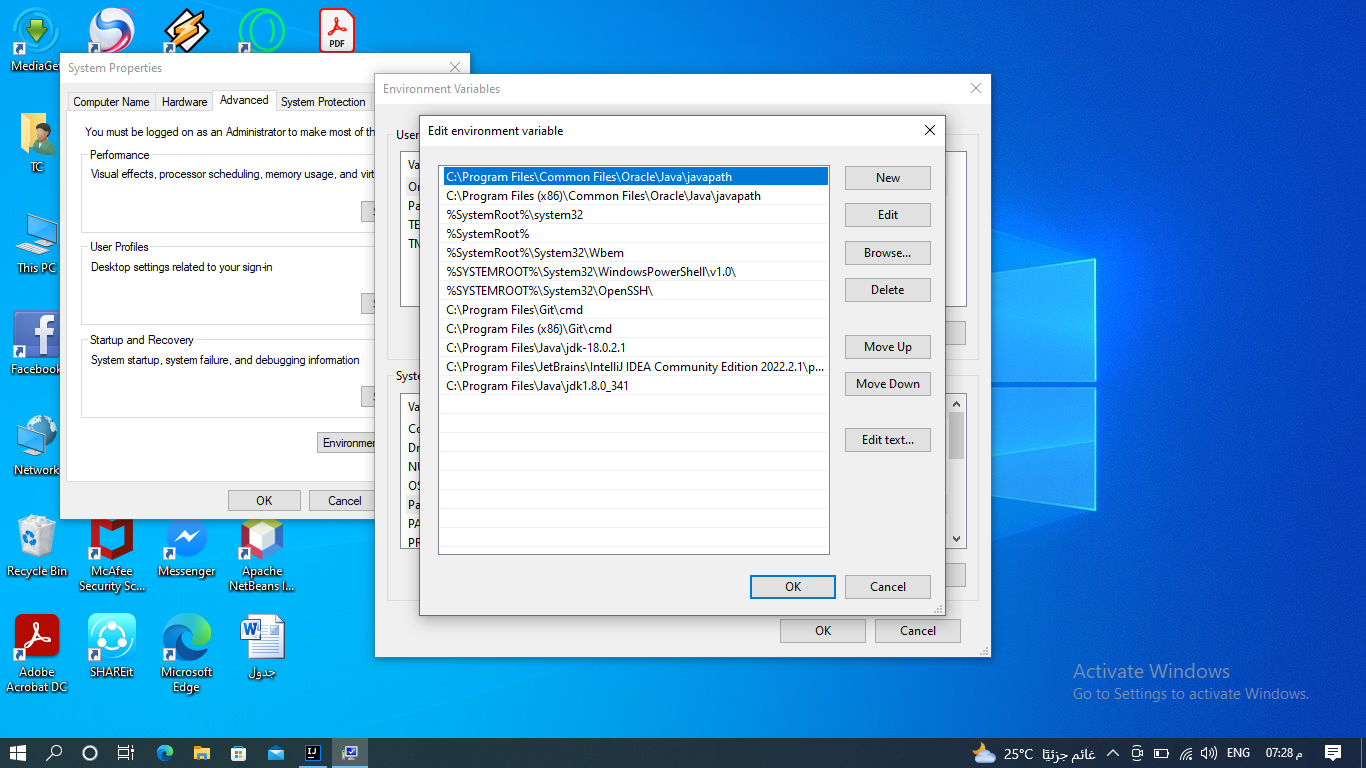 MediaGet
PDF
TC
This PC
Facebook
Network
Recycle Bin
McAfee
Security Sc...
Messenger
Apache
NetBeans I...
Adobe
Acrobat DC
SHAREit
Microsoft
Edge
جدول
System Properties
Computer Name
Hardware
Advanced
System Protection
You must be logged on as an Administrator to make most of th
Performance
Visual effects, processor scheduling, memory usage, and virt
User Profiles
Desktop settings related to your sign-in
Startup and Recovery
System startup, system failure, and debugging information
Environme
OK
Cancel
Environment Variables
User
Va
Pa
TE
Syste
Va
Co
Dr
NU
OS
Pa
PA
PR
OK
Cancel
Edit environment variable
C:\Program Files\Common Files\Oracle\Java\javapath
C:\Program Files (x86)\Common Files\Oracle\Java\javapath
%SystemRoot%\system32
%SystemRoot%
%SystemRoot%\System32\Wbem
%SYSTEMROOT%\System32\WindowsPowerShell\v1.0\
%SYSTEMROOT%\System32\OpenSSH\
C:\Program Files\Git\cmd
C:\Program Files (x86)\Git\cmd
C:\Program Files\Java\jdk-18.0.2.1
C:\Program Files\JetBrains\IntelliJ IDEA Community Edition 2022.2.1\p...
C:\Program Files\Java\jdk1.8.0_341
New
Edit
Browse...
Delete
Move Up
Move Down
Edit text...
OK
Cancel
Activate Windows
Go to Settings to activate Windows.
IJ
25°C غائم جزئيًا
ENG
07:28 م